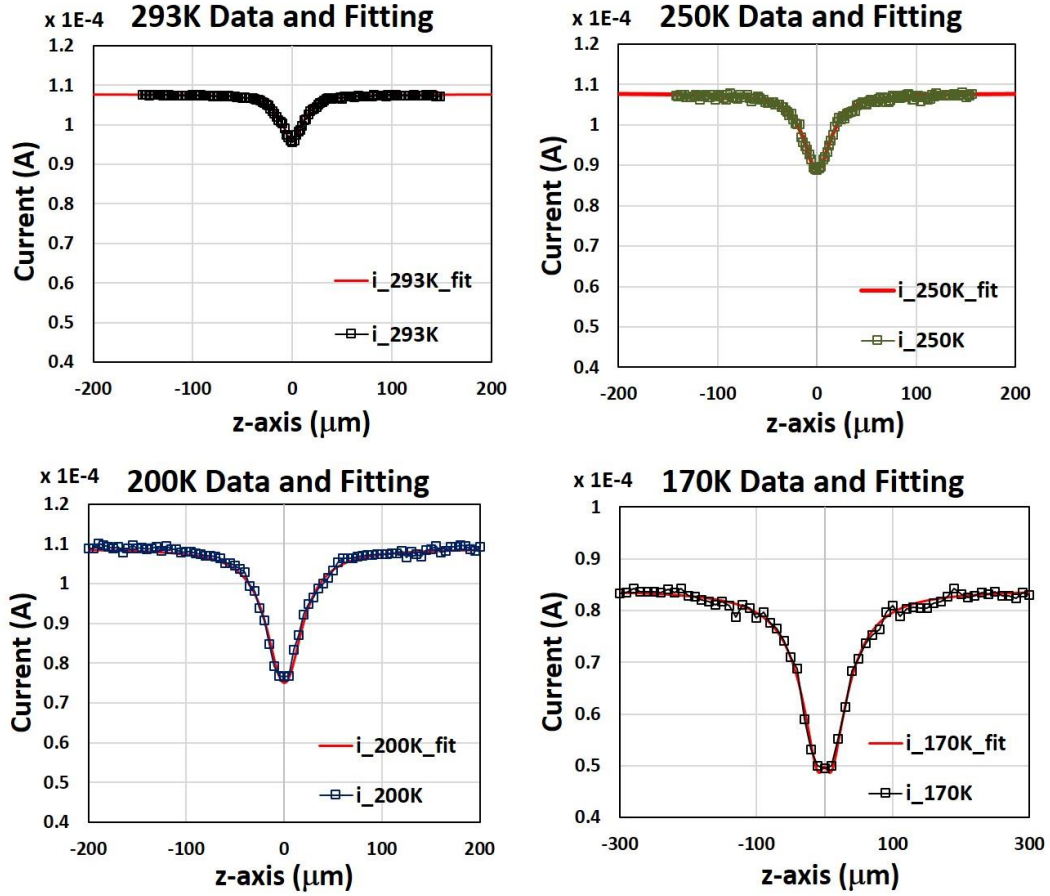 x 1E-4
293K Data and Fitting
1.2
1.1
1
0.9
0.8
0.7
0.6
0.5
0.4
Current (A)
i_293K_fit
i_293K
-200
-100
0
100
200
z-axis (μm)
x 1E-4
250K Data and Fitting
1.2
1.1
1
0.9
0.8
0.7
0.6
0.5
0.4
Current (A)
i_250K_fit
i_250K
-200
-100
0
100
200
z-axis (μm)
x 1E-4
200K Data and Fitting
1.2
1.1
1
0.9
0.8
0.7
0.6
0.5
0.4
Current (A)
i_200K_fit
i_200K
-200
-100
0
100
200
z-axis (μm)
x 1E-4
170K Data and Fitting
1
0.9
0.8
0.7
0.6
0.5
0.4
Current (A)
i_170K_fit
i_170K
-300
-100
100
300
z-axis (μm)